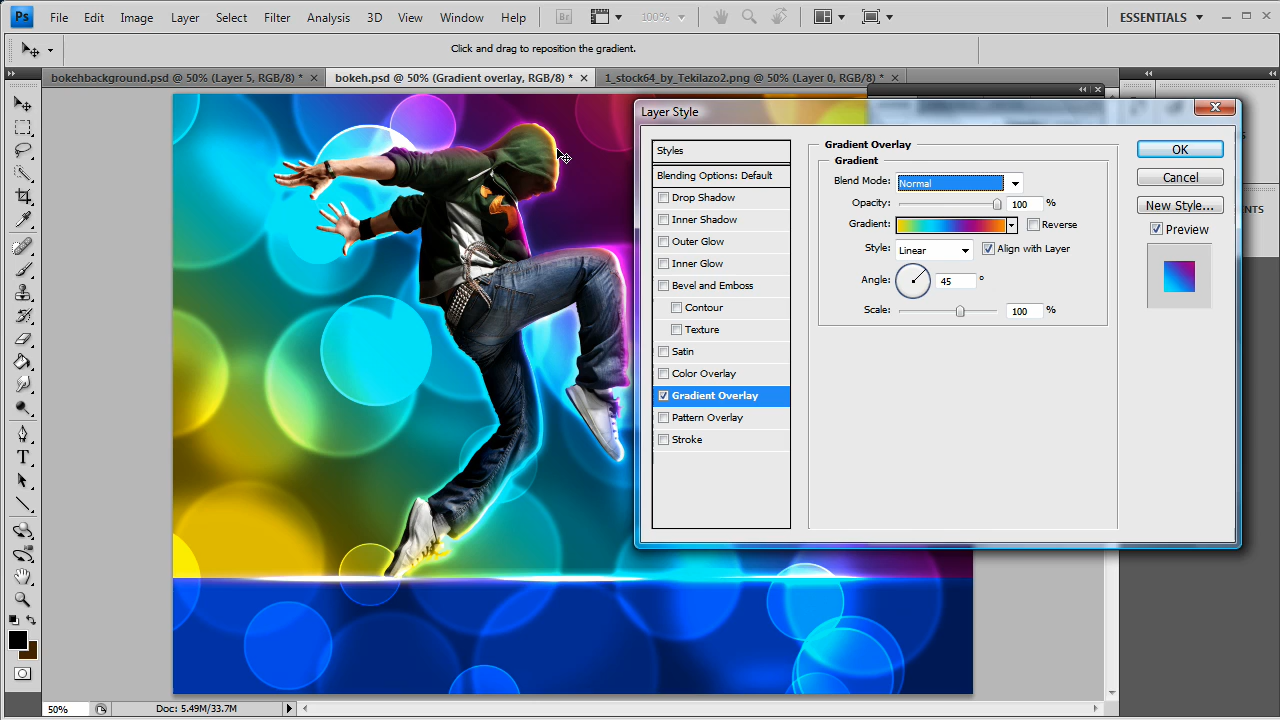 Ps File Edit Image Layer Select Filter Analysis 3D View Window Help Br 100% ESSENTIALS
Click and drag to reposition the gradient.
bokehbackground.psd @ 50% (Layer 5, RGB/8) * bokeh.psd @ 50% (Gradient overlay, RGB/8) * 1_stock64_by_Tekilazo2.png @ 50% (Layer 0, RGB/8) *
Layer Style
Styles
Blending Options: Default
Drop Shadow
Inner Shadow
Outer Glow
Inner Glow
Bevel and Emboss
Contour
Texture
Satin
Color Overlay
Gradient Overlay
Pattern Overlay
Stroke
Gradient Overlay
Gradient
Blend Mode: Normal
Opacity: 100 %
Gradient: Reverse
Style: Linear Align with Layer
Angle: 45 °
Scale: 100 %
OK
Cancel
New Style...
Preview
T
50% Doc: 5.49M/33.7M